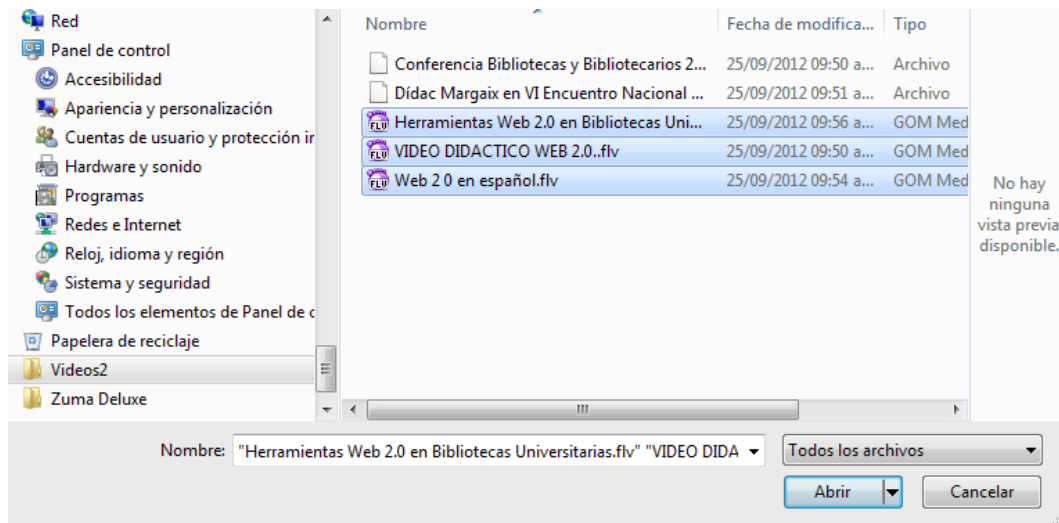 Red
Panel de control
Accesibilidad
Apariencia y personalización
Cuentas de usuario y protección ir
Hardware y sonido
Programas
Redes e Internet
Reloj, idioma y región
Sistema y seguridad
Todos los elementos de Panel de c
Papelera de reciclaje
Videos2
Zuma Deluxe
Nombre Fecha de modifica... Tipo
Conferencia Bibliotecas y Bibliotecarios 2... 25/09/2012 09:50 a... Archivo
Dídac Margaix en VI Encuentro Nacional ... 25/09/2012 09:51 a... Archivo
FLV Herramientas Web 2.0 en Bibliotecas Uni... 25/09/2012 09:56 a... GOM Med
FLV VIDEO DIDACTICO WEB 2.0..flv 25/09/2012 09:50 a... GOM Med
FLV Web 2 0 en español.flv 25/09/2012 09:54 a... GOM Med
No hay
ninguna
vista previa
disponible.
Nombre: "Herramientas Web 2.0 en Bibliotecas Universitarias.flv" "VIDEO DIDA Todos los archivos
Abrir Cancelar